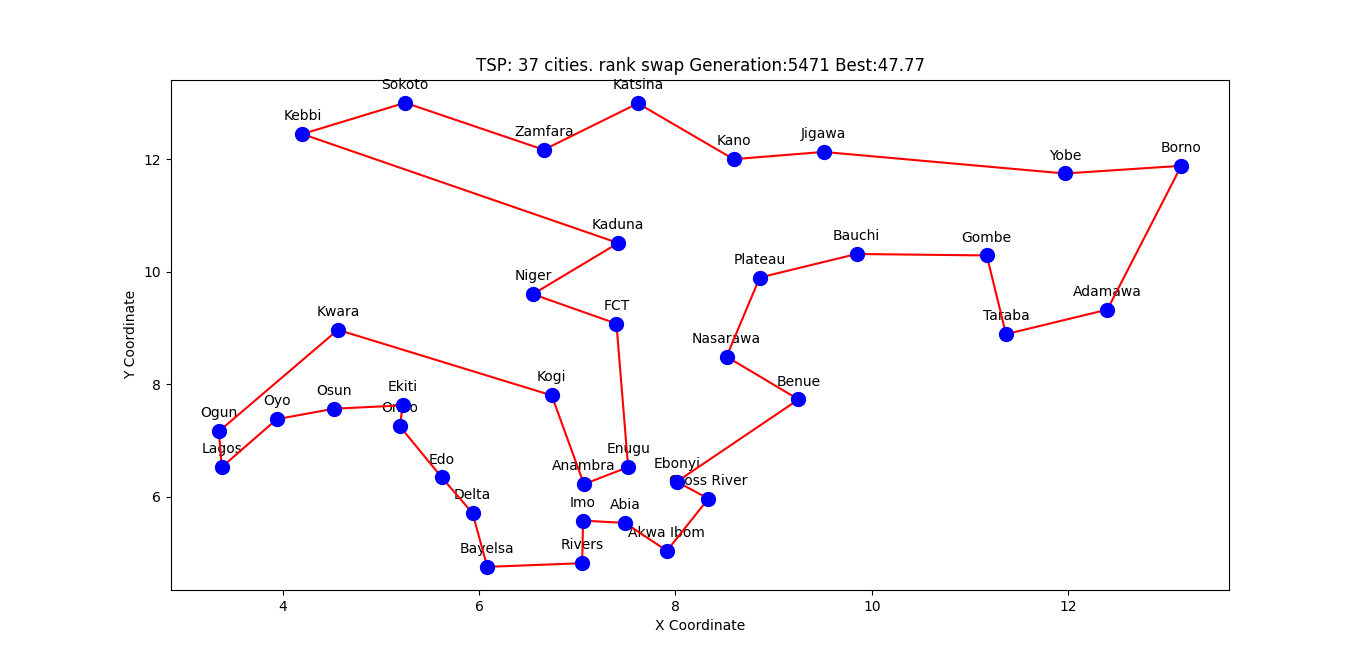 TSP: 37 cities. rank swap Generation:5471 Best:47.77
Sokoto
Katsina
Kebbi
Zamfara
Kano
Jigawa
Yobe
Borno
12
Kaduna
Bauchi
Gombe
Plateau
10
Niger
FCT
Adamawa
Kwara
Taraba
Nasarawa
Y Coordinate
8
Kogi
Benue
Ekiti
Osun
Oyo
Ogun
Lagos
Enugu
Edo
Anambra
Ebonyi
Cross River
6
Delta
Imo
Abia
Akwa Ibom
Bayelsa
Rivers
4
6
8
10
12
X Coordinate